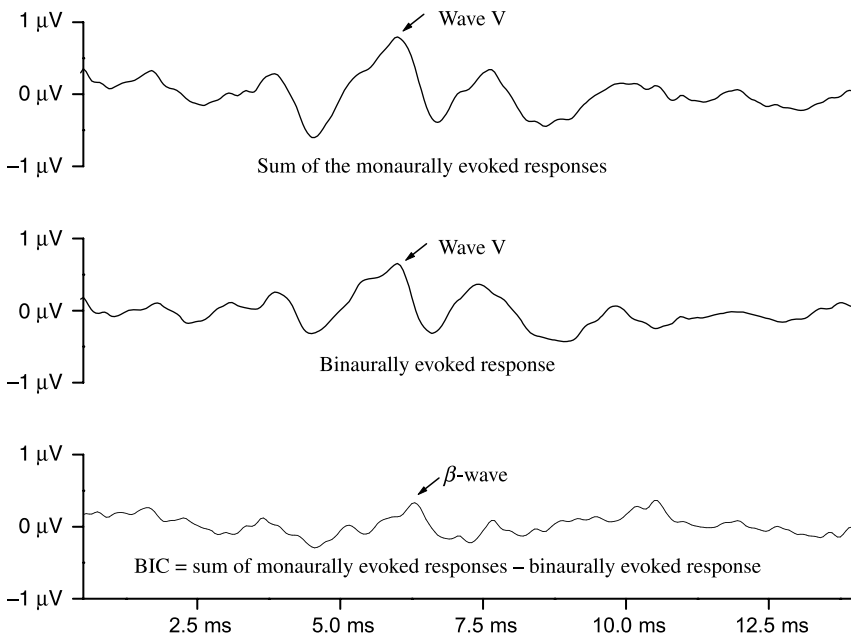 1 µV
Wave V
0 µV
–1 µV
Sum of the monaurally evoked responses
1 µV
Wave V
0 µV
Binaurally evoked response
–1 µV
1 µV
β-wave
0 µV
BIC = sum of monaurally evoked responses – binaurally evoked response
–1 µV
2.5 ms 5.0 ms 7.5 ms 10.0 ms 12.5 ms